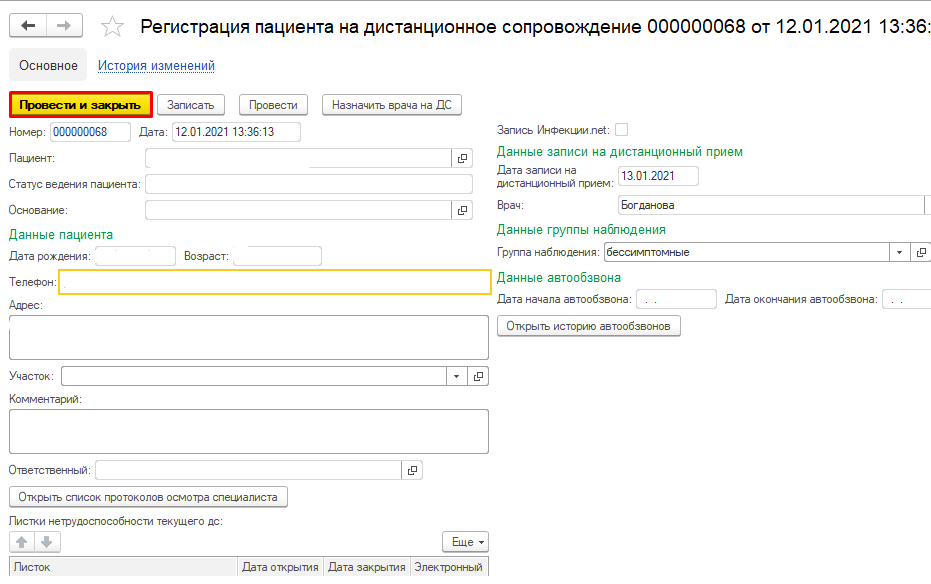 Регистрация пациента на дистанционное сопровождение 000000068 от 12.01.2021 13:36:
Основное История изменений
Провести и закрыть Записать Провести Назначить врача на ДС
Номер: 000000068 Дата: 12.01.2021 13:36:13
Пациент:
Статус ведения пациента:
Основание:
Данные пациента
Дата рождения: Возраст:
Телефон:
Адрес:
Участок:
Комментарий:
Ответственный:
Открыть список протоколов осмотра специалиста
Листки нетрудоспособности текущего дс:
Еще
Листок Дата открытия Дата закрытия Электронный
Запись Инфекции.net:
Данные записи на дистанционный прием
Дата записи на
дистанционный прием: 13.01.2021
Врач: Богданова
Данные группы наблюдения
Группа наблюдения: бессимптомные
Данные автообзвона
Дата начала автообзвона: . . Дата окончания автообзвона: . .
Открыть историю автообзвонов